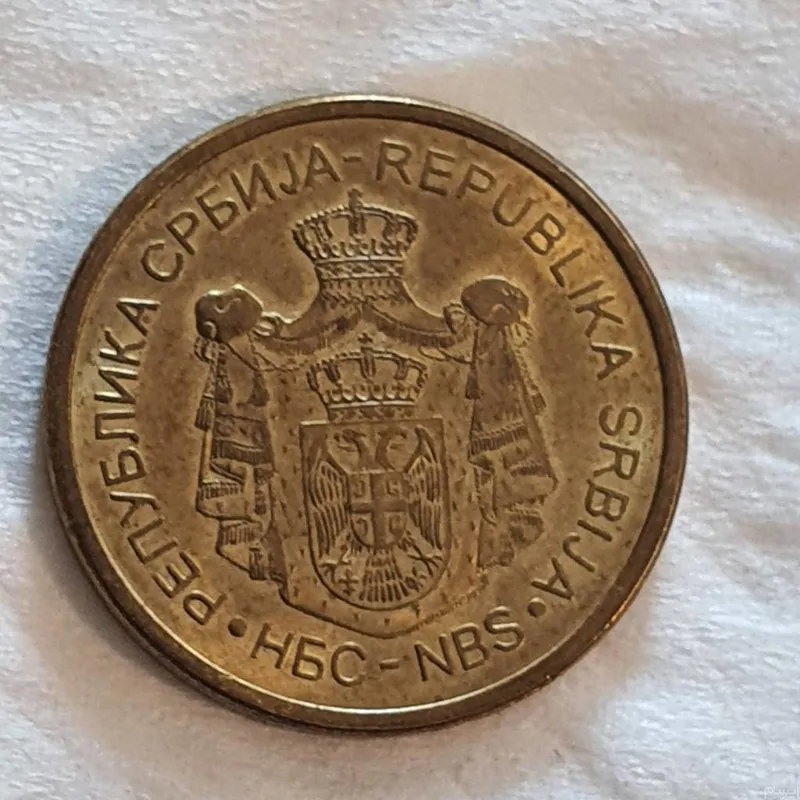 РЕПУБЛИКА СРБИЈА - REPUBLIKA SRBIJA
• НБС - NBS •